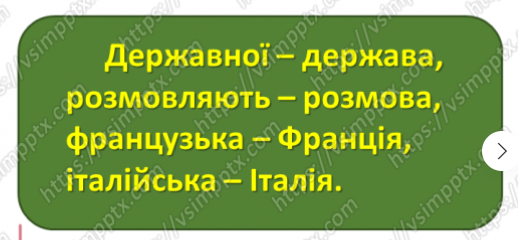 Державної – держава,
розмовляють – розмова,
французька – Франція,
італійська – Італія.